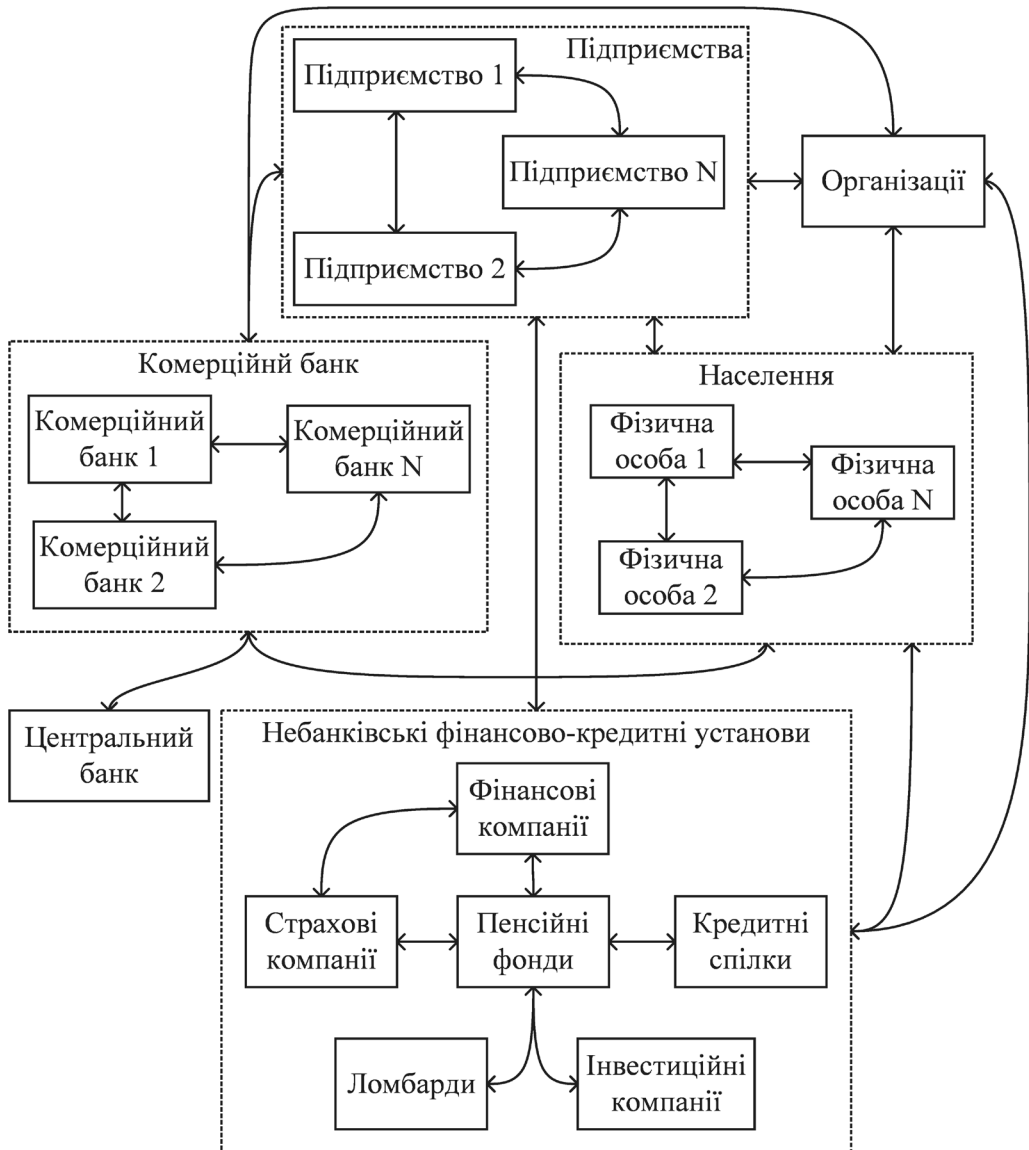 Підприємства
Підприємство 1
Підприємство N
Підприємство 2
Організації
Комерційнй банк
Комерційний
банк 1
Комерційний
банк N
Комерційний
банк 2
Населення
Фізична
особа 1
Фізична
особа N
Фізична
особа 2
Центральний
банк
Небанківські фінансово-кредитні установи
Фінансові
компанії
Страхові
компанії
Пенсійні
фонди
Кредитні
спілки
Ломбарди
Інвестиційні
компанії